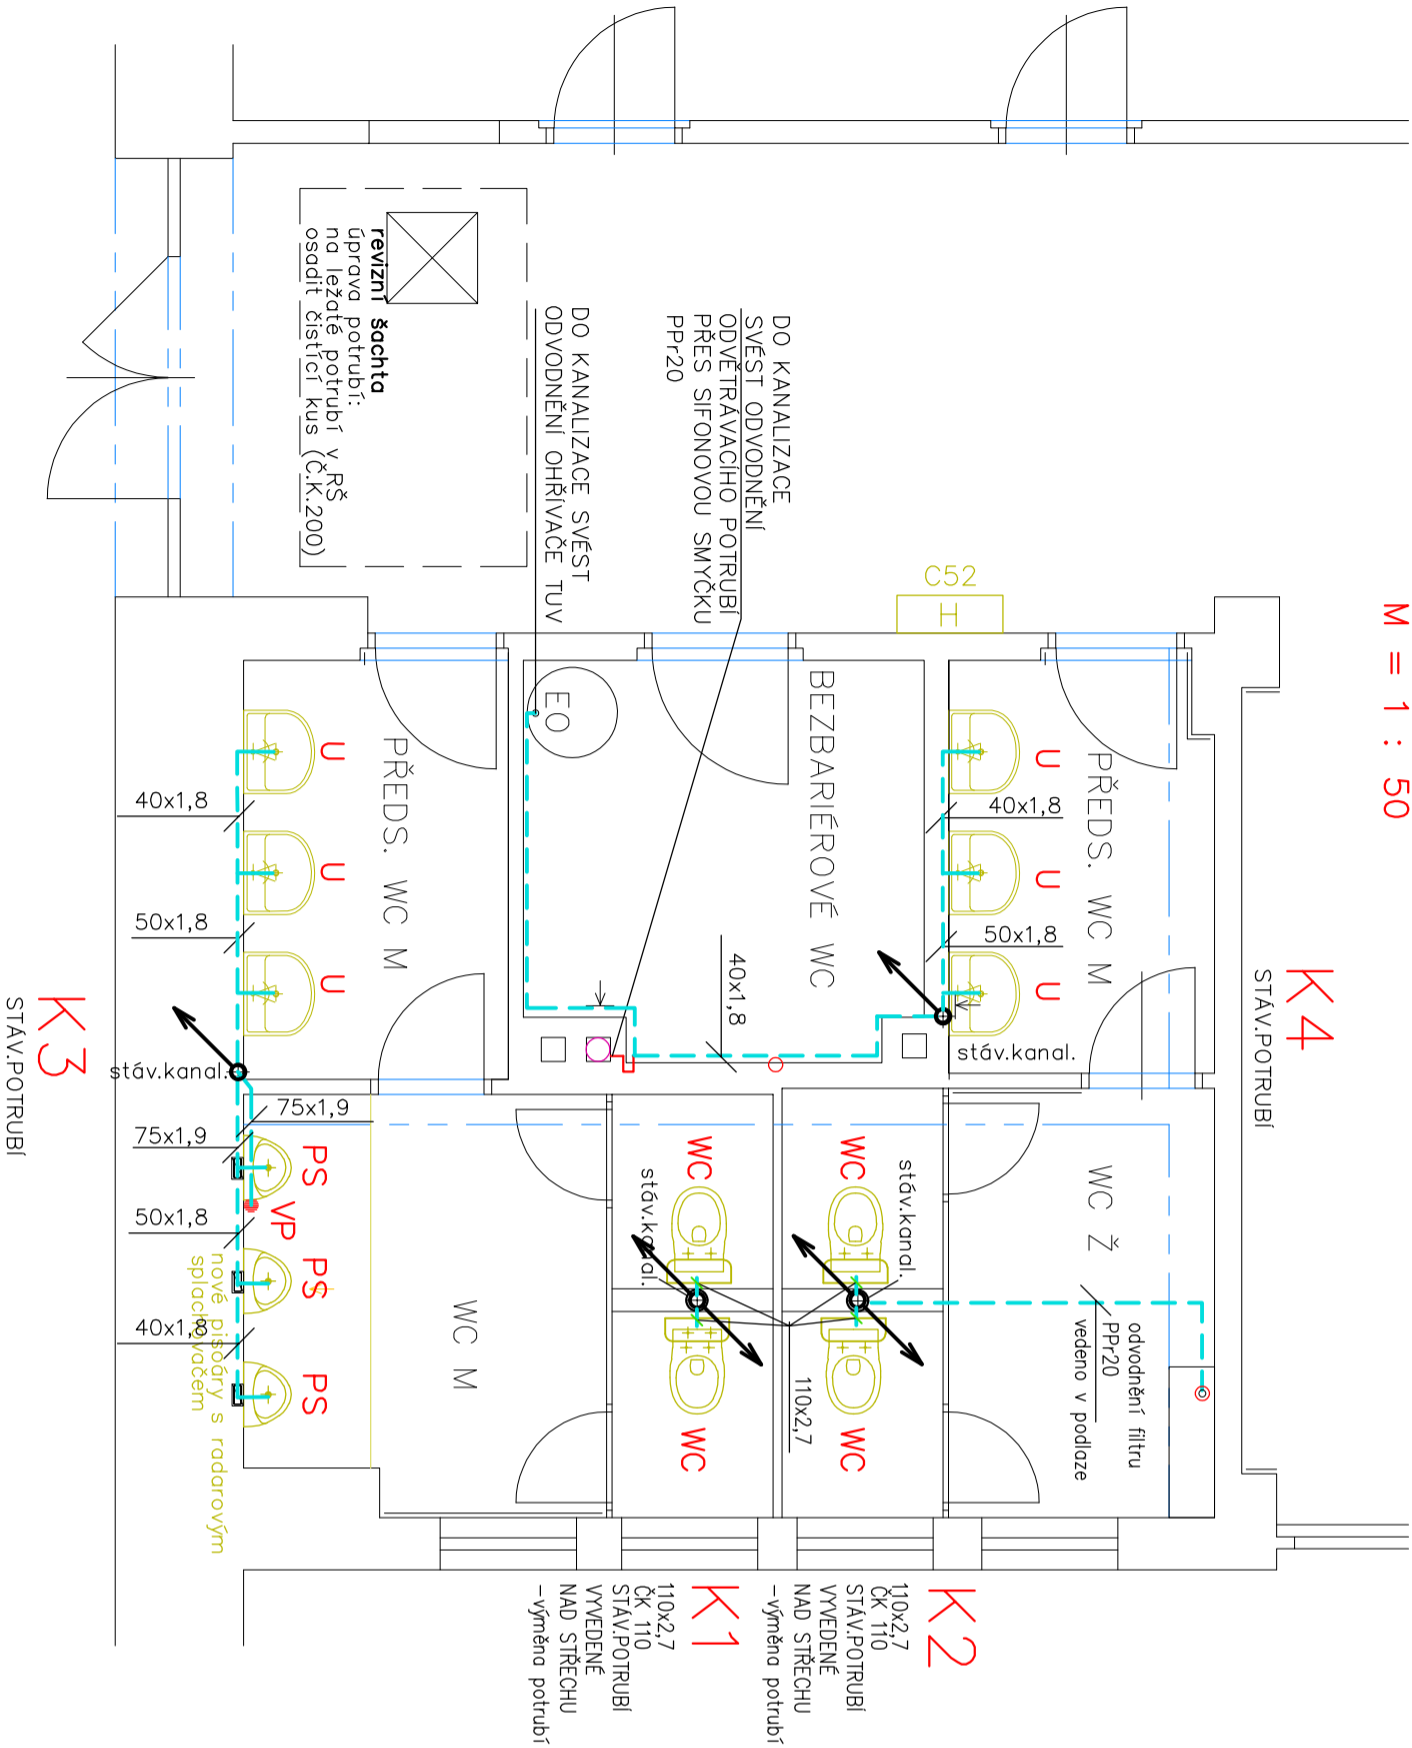 M = 1 : 50
K4
STÁV.POTRUBÍ
C52
H
DO KANALIZACE
SVÉST ODVODNĚNÍ
ODVĚTRÁVACÍHO POTRUBÍ
PŘES SIFONOVOU SMYČKU
PPr20
DO KANALIZACE SVÉST
ODVODNĚNÍ OHŘÍVAČE TUV
revizní šachta
úprava potrubí:
na ležaté potrubí v RŠ
osadit čistící kus (Č.K.200)
PŘEDS. WC M
U
U
U
40x1,8
50x1,8
stáv.kanal.
BEZBARIÉROVÉ WC
EO
40x1,8
PŘEDS. WC M
U
U
U
40x1,8
50x1,8
stáv.kanal.
K3
STÁV.POTRUBÍ
75x1,9
75x1,9
50x1,8
40x1,8
PS
VP
PS
PS
nové pisoáry s radarovým
splachovačem
WC M
WC
WC
stáv.kanal.
WC
WC
stáv.kanal.
110x2,7
WC Ž
odvodnění filtru
PPr20
vedeno v podlaze
K2
110x2,7
ČK 110
STÁV.POTRUBÍ
VYVEDENÉ
NAD STŘECHU
-výměna potrubí
K1
110x2,7
ČK 110
STÁV.POTRUBÍ
VYVEDENÉ
NAD STŘECHU
-výměna potrubí